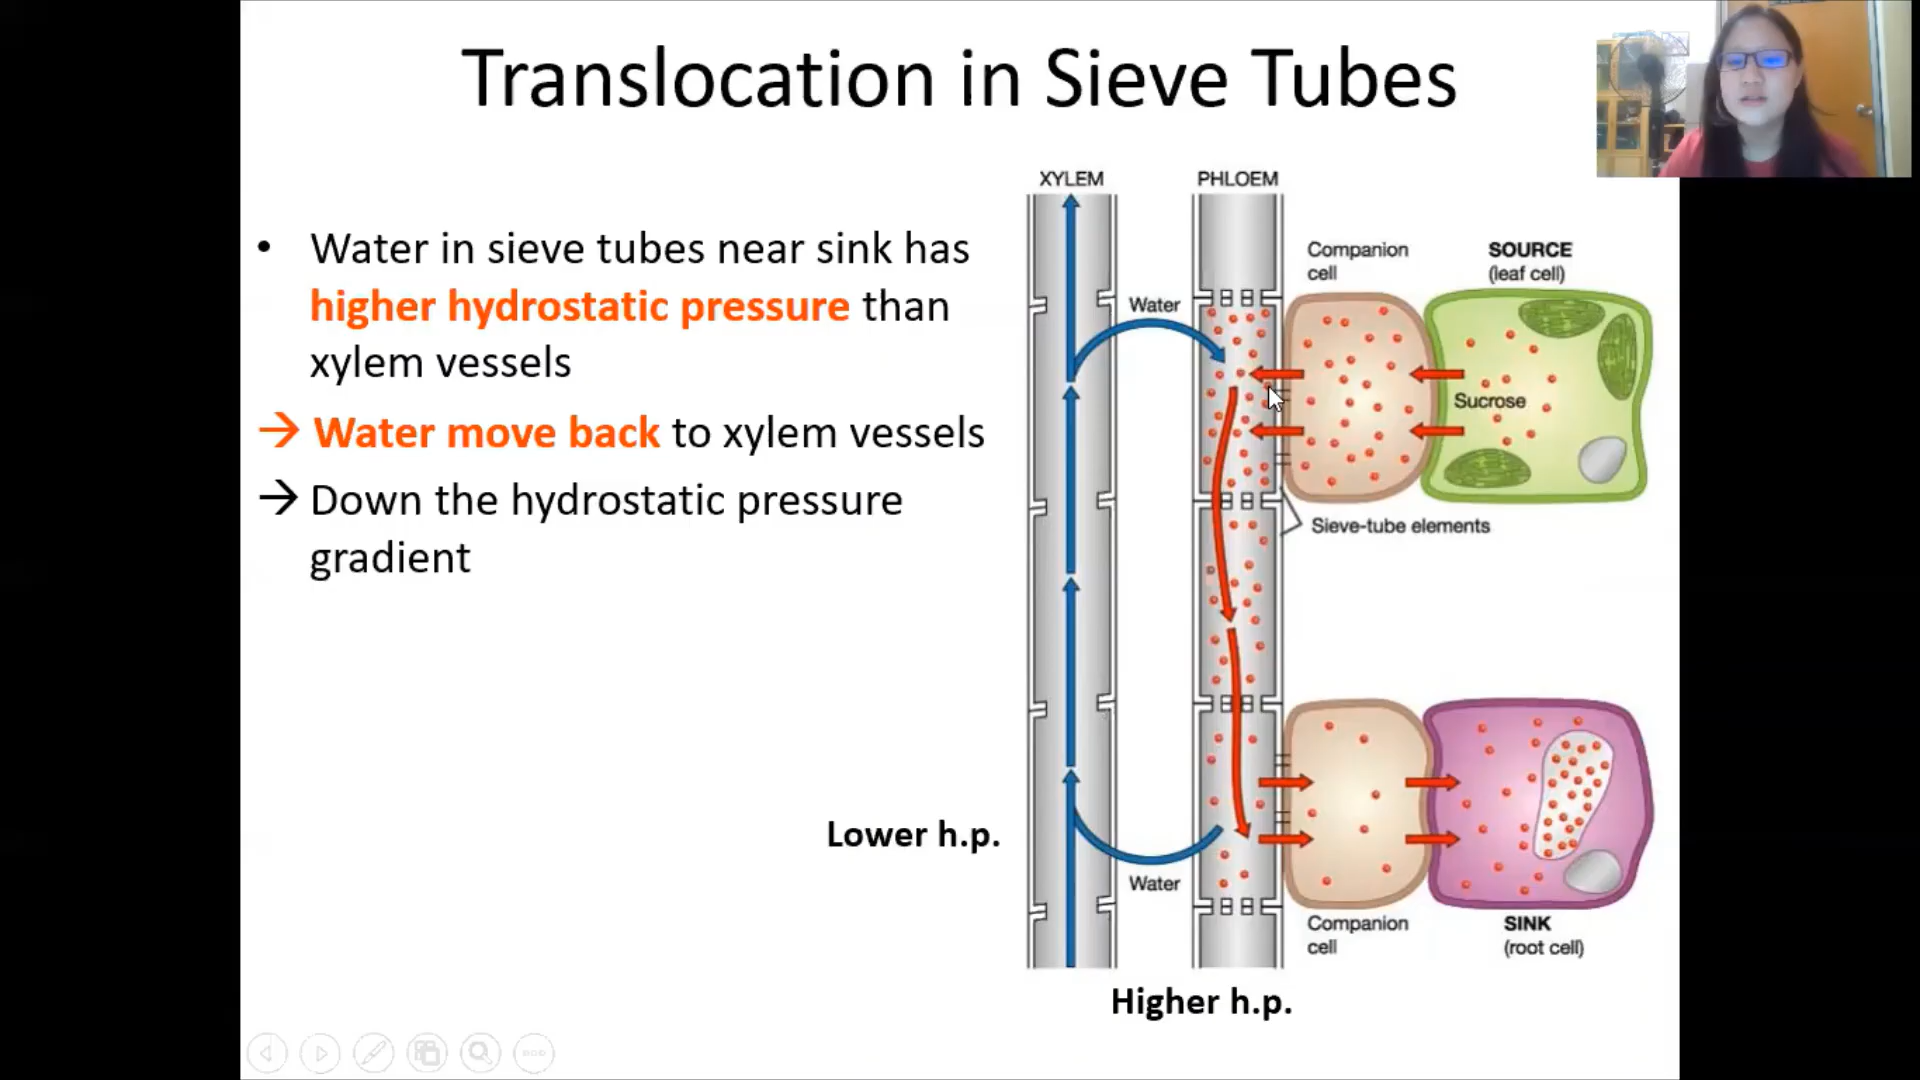 Translocation in Sieve Tubes
• Water in sieve tubes near sink has
higher hydrostatic pressure than
xylem vessels
→ Water move back to xylem vessels
→ Down the hydrostatic pressure
gradient
XYLEM
PHLOEM
Companion
cell
SOURCE
(leaf cell)
Water
Sucrose
Sieve-tube elements
Lower h.p.
Water
Companion
cell
SINK
(root cell)
Higher h.p.